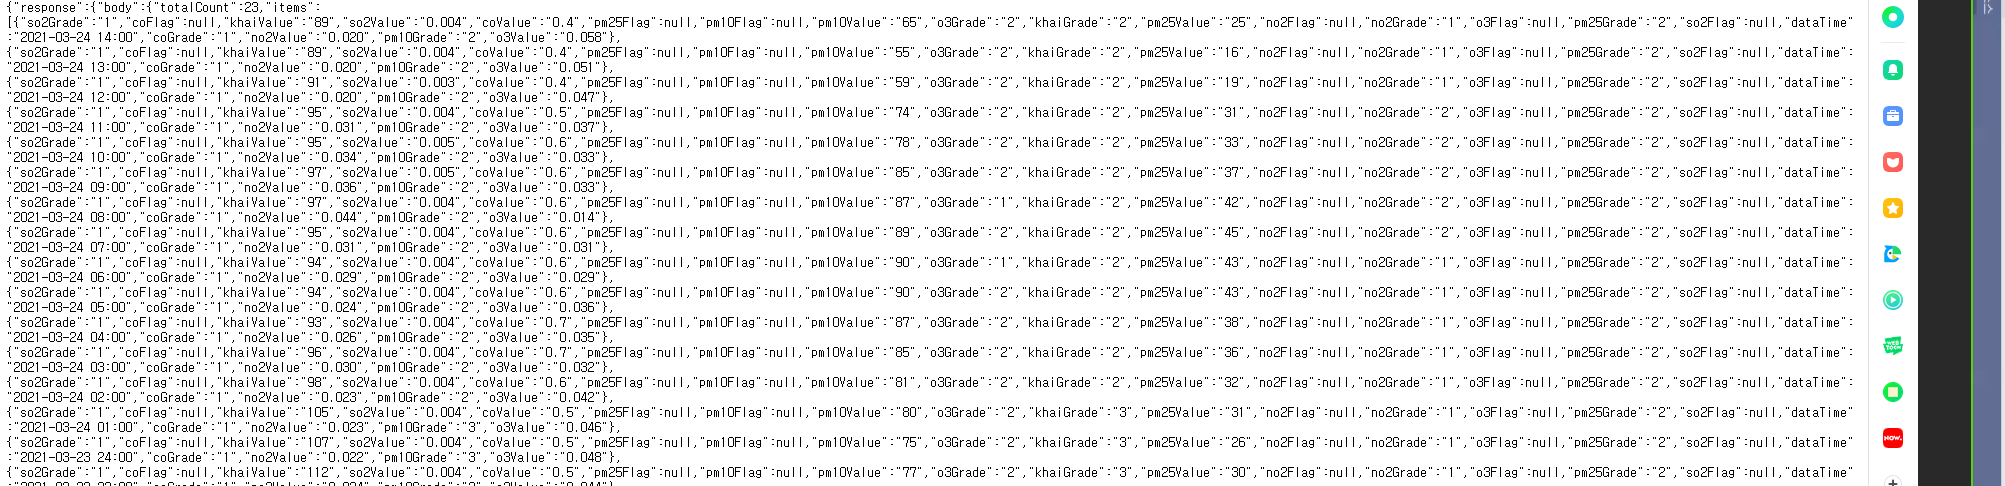 {"response":{"body":{"totalCount":23,"items":
[{"so2Grade":"1","coFlag":null,"khaiValue":"89","so2Value":"0.004","coValue":"0.4","pm25Flag":null,"pm10Flag":null,"pm10Value":"65","o3Grade":"2","khaiGrade":"2","pm25Value":"25","no2Flag":null,"no2Grade":"1","o3Flag":null,"pm25Grade":"2","so2Flag":null,"dataTime"
:"2021-03-24 14:00","coGrade":"1","no2Value":"0.020","pm10Grade":"2","o3Value":"0.058"},
{"so2Grade":"1","coFlag":null,"khaiValue":"89","so2Value":"0.004","coValue":"0.4","pm25Flag":null,"pm10Flag":null,"pm10Value":"55","o3Grade":"2","khaiGrade":"2","pm25Value":"16","no2Flag":null,"no2Grade":"1","o3Flag":null,"pm25Grade":"2","so2Flag":null,"dataTime":
"2021-03-24 13:00","coGrade":"1","no2Value":"0.020","pm10Grade":"2","o3Value":"0.051"},
{"so2Grade":"1","coFlag":null,"khaiValue":"91","so2Value":"0.003","coValue":"0.4","pm25Flag":null,"pm10Flag":null,"pm10Value":"59","o3Grade":"2","khaiGrade":"2","pm25Value":"19","no2Flag":null,"no2Grade":"1","o3Flag":null,"pm25Grade":"2","so2Flag":null,"dataTime":
"2021-03-24 12:00","coGrade":"1","no2Value":"0.020","pm10Grade":"2","o3Value":"0.047"},
{"so2Grade":"1","coFlag":null,"khaiValue":"95","so2Value":"0.004","coValue":"0.5","pm25Flag":null,"pm10Flag":null,"pm10Value":"74","o3Grade":"2","khaiGrade":"2","pm25Value":"31","no2Flag":null,"no2Grade":"2","o3Flag":null,"pm25Grade":"2","so2Flag":null,"dataTime":
"2021-03-24 11:00","coGrade":"1","no2Value":"0.031","pm10Grade":"2","o3Value":"0.037"},
{"so2Grade":"1","coFlag":null,"khaiValue":"95","so2Value":"0.005","coValue":"0.6","pm25Flag":null,"pm10Flag":null,"pm10Value":"78","o3Grade":"2","khaiGrade":"2","pm25Value":"33","no2Flag":null,"no2Grade":"2","o3Flag":null,"pm25Grade":"2","so2Flag":null,"dataTime":
"2021-03-24 10:00","coGrade":"1","no2Value":"0.034","pm10Grade":"2","o3Value":"0.033"},
{"so2Grade":"1","coFlag":null,"khaiValue":"97","so2Value":"0.005","coValue":"0.6","pm25Flag":null,"pm10Flag":null,"pm10Value":"85","o3Grade":"2","khaiGrade":"2","pm25Value":"37","no2Flag":null,"no2Grade":"2","o3Flag":null,"pm25Grade":"2","so2Flag":null,"dataTime":
"2021-03-24 09:00","coGrade":"1","no2Value":"0.036","pm10Grade":"2","o3Value":"0.033"},
{"so2Grade":"1","coFlag":null,"khaiValue":"97","so2Value":"0.004","coValue":"0.6","pm25Flag":null,"pm10Flag":null,"pm10Value":"87","o3Grade":"1","khaiGrade":"2","pm25Value":"42","no2Flag":null,"no2Grade":"2","o3Flag":null,"pm25Grade":"2","so2Flag":null,"dataTime":
"2021-03-24 08:00","coGrade":"1","no2Value":"0.044","pm10Grade":"2","o3Value":"0.014"},
{"so2Grade":"1","coFlag":null,"khaiValue":"95","so2Value":"0.004","coValue":"0.6","pm25Flag":null,"pm10Flag":null,"pm10Value":"89","o3Grade":"2","khaiGrade":"2","pm25Value":"45","no2Flag":null,"no2Grade":"2","o3Flag":null,"pm25Grade":"2","so2Flag":null,"dataTime":
"2021-03-24 07:00","coGrade":"1","no2Value":"0.031","pm10Grade":"2","o3Value":"0.031"},
{"so2Grade":"1","coFlag":null,"khaiValue":"94","so2Value":"0.004","coValue":"0.6","pm25Flag":null,"pm10Flag":null,"pm10Value":"90","o3Grade":"1","khaiGrade":"2","pm25Value":"43","no2Flag":null,"no2Grade":"1","o3Flag":null,"pm25Grade":"2","so2Flag":null,"dataTime":
"2021-03-24 06:00","coGrade":"1","no2Value":"0.029","pm10Grade":"2","o3Value":"0.029"},
{"so2Grade":"1","coFlag":null,"khaiValue":"94","so2Value":"0.004","coValue":"0.6","pm25Flag":null,"pm10Flag":null,"pm10Value":"90","o3Grade":"2","khaiGrade":"2","pm25Value":"43","no2Flag":null,"no2Grade":"1","o3Flag":null,"pm25Grade":"2","so2Flag":null,"dataTime":
"2021-03-24 05:00","coGrade":"1","no2Value":"0.024","pm10Grade":"2","o3Value":"0.036"},
{"so2Grade":"1","coFlag":null,"khaiValue":"93","so2Value":"0.004","coValue":"0.7","pm25Flag":null,"pm10Flag":null,"pm10Value":"87","o3Grade":"2","khaiGrade":"2","pm25Value":"38","no2Flag":null,"no2Grade":"1","o3Flag":null,"pm25Grade":"2","so2Flag":null,"dataTime":
"2021-03-24 04:00","coGrade":"1","no2Value":"0.026","pm10Grade":"2","o3Value":"0.035"},
{"so2Grade":"1","coFlag":null,"khaiValue":"96","so2Value":"0.004","coValue":"0.7","pm25Flag":null,"pm10Flag":null,"pm10Value":"85","o3Grade":"2","khaiGrade":"2","pm25Value":"36","no2Flag":null,"no2Grade":"1","o3Flag":null,"pm25Grade":"2","so2Flag":null,"dataTime":
"2021-03-24 03:00","coGrade":"1","no2Value":"0.030","pm10Grade":"2","o3Value":"0.032"},
{"so2Grade":"1","coFlag":null,"khaiValue":"98","so2Value":"0.004","coValue":"0.6","pm25Flag":null,"pm10Flag":null,"pm10Value":"81","o3Grade":"2","khaiGrade":"2","pm25Value":"32","no2Flag":null,"no2Grade":"1","o3Flag":null,"pm25Grade":"2","so2Flag":null,"dataTime":
"2021-03-24 02:00","coGrade":"1","no2Value":"0.023","pm10Grade":"2","o3Value":"0.042"},
{"so2Grade":"1","coFlag":null,"khaiValue":"105","so2Value":"0.004","coValue":"0.5","pm25Flag":null,"pm10Flag":null,"pm10Value":"80","o3Grade":"2","khaiGrade":"3","pm25Value":"31","no2Flag":null,"no2Grade":"1","o3Flag":null,"pm25Grade":"2","so2Flag":null,"dataTime"
:"2021-03-24 01:00","coGrade":"1","no2Value":"0.023","pm10Grade":"3","o3Value":"0.046"},
{"so2Grade":"1","coFlag":null,"khaiValue":"107","so2Value":"0.004","coValue":"0.5","pm25Flag":null,"pm10Flag":null,"pm10Value":"75","o3Grade":"2","khaiGrade":"3","pm25Value":"26","no2Flag":null,"no2Grade":"1","o3Flag":null,"pm25Grade":"2","so2Flag":null,"dataTime"
:"2021-03-23 24:00","coGrade":"1","no2Value":"0.022","pm10Grade":"3","o3Value":"0.048"},
{"so2Grade":"1","coFlag":null,"khaiValue":"112","so2Value":"0.004","coValue":"0.5","pm25Flag":null,"pm10Flag":null,"pm10Value":"77","o3Grade":"2","khaiGrade":"3","pm25Value":"30","no2Flag":null,"no2Grade":"1","o3Flag":null,"pm25Grade":"2","so2Flag":null,"dataTime"
WEB TOON
NOW.